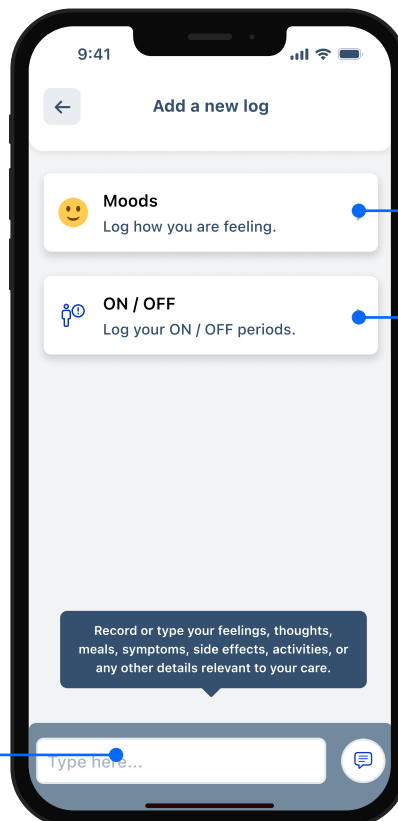 9:41
Add a new log
Moods
Log how you are feeling.
ON / OFF
Log your ON / OFF periods.
Record or type your feelings, thoughts,
meals, symptoms, side effects, activities, or
any other details relevant to your care.
Type here...